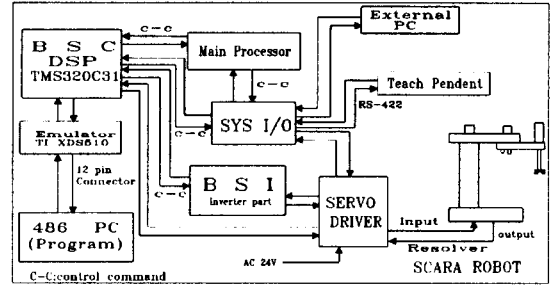 B S C
DSP
TMS320C31
C-C
Main Processor
C-C
External
PC
Teach Pendent
RS-422
SYS I/O
C-C
Emulator
TI XDS510
12 pin
Connector
C-C
B S I
inverter part
SERVO
DRIVER
Input
output
Resolver
486 PC
(Program)
AC 24V
SCARA ROBOT
C-C:control command